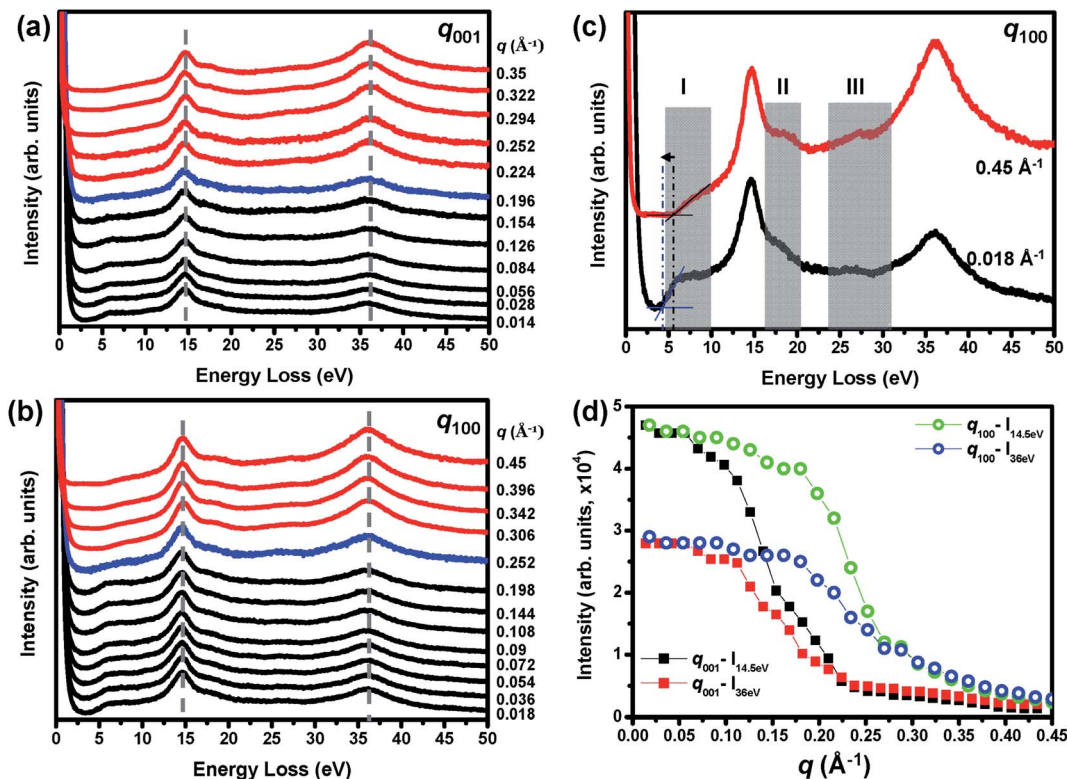 (a)
q001
q (Å-1)
0.35
0.322
0.294
0.252
0.224
0.196
0.154
0.126
0.084
0.056
0.028
0.014
Intensity (arb. units)
0 5 10 15 20 25 30 35 40 45 50
Energy Loss (eV)
(b)
q100
q (Å-1)
0.45
0.396
0.342
0.306
0.252
0.198
0.144
0.108
0.09
0.072
0.054
0.036
0.018
Intensity (arb. units)
0 5 10 15 20 25 30 35 40 45 50
Energy Loss (eV)
(c)
q100
I II III
0.45 Å-1
0.018 Å-1
Intensity (arb. units)
0 5 10 15 20 25 30 35 40 45 50
Energy Loss (eV)
(d)
q100- I14.5eV
q100- I36eV
q001- I14.5eV
q001- I36eV
5
4
3
2
1
0
Intensity (arb. units, x104)
0.00 0.05 0.10 0.15 0.20 0.25 0.30 0.35 0.40 0.45
q (Å-1)